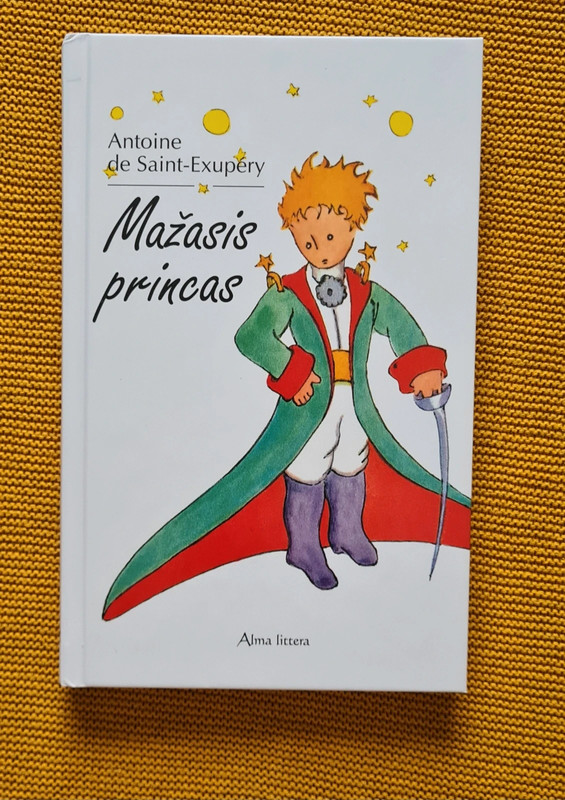 Antoine
de Saint-Exupéry
Mažasis
princas
Alma littera